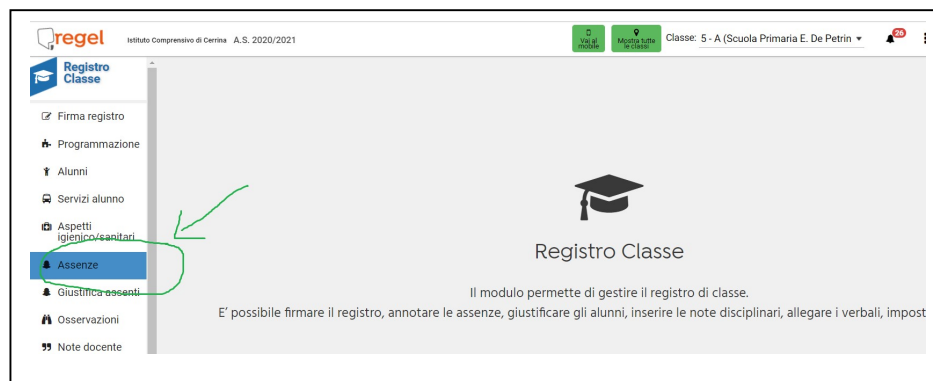 regel
Istituto Comprensivo di Cerrina A.S. 2020/2021
Vai al
mobile
Mostra tutte
le classi
Classe: 5 - A (Scuola Primaria E. De Petrin
26
Registro
Classe
Firma registro
Programmazione
Alunni
Servizi alunno
Aspetti
igienico/sanitari
Assenze
Giustifica assenti
Osservazioni
Note docente
Registro Classe
Il modulo permette di gestire il registro di classe.
E' possibile firmare il registro, annotare le assenze, giustificare gli alunni, inserire le note disciplinari, allegare i verbali, impost